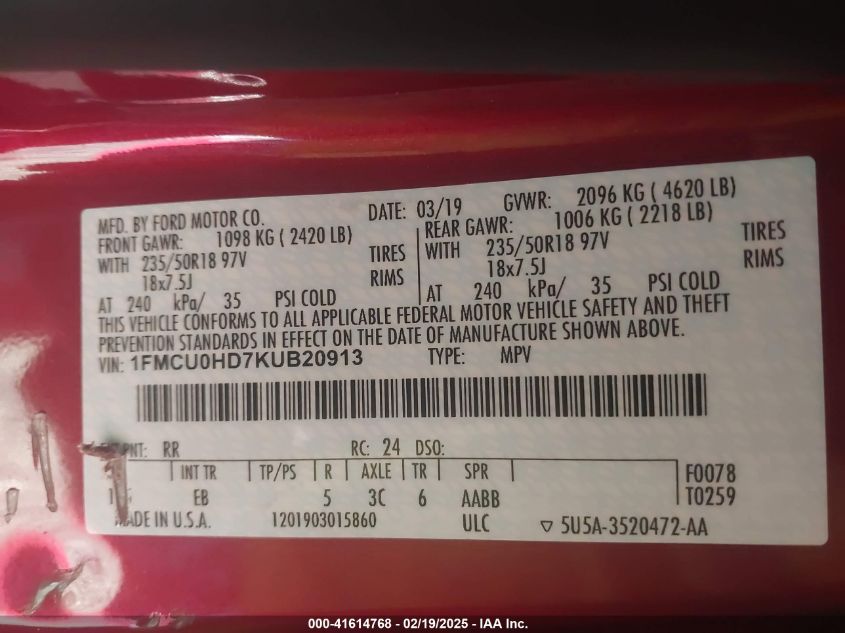 MFD. BY FORD MOTOR CO. DATE: 03/19 GVWR: 2096 KG ( 4620 LB)
FRONT GAWR: 1098 KG ( 2420 LB) REAR GAWR: 1006 KG ( 2218 LB)
WITH 235/50R18 97V TIRES WITH 235/50R18 97V TIRES
18x7.5J RIMS 18x7.5J RIMS
AT 240 kPa/ 35 PSI COLD AT 240 kPa/ 35 PSI COLD
THIS VEHICLE CONFORMS TO ALL APPLICABLE FEDERAL MOTOR VEHICLE SAFETY AND THEFT
PREVENTION STANDARDS IN EFFECT ON THE DATE OF MANUFACTURE SHOWN ABOVE.
VIN: 1FMCU0HD7KUB20913 TYPE: MPV
PNT: RR RC: 24 DSO:
INT TR TP/PS R AXLE TR SPR F0078
EB 5 3C 6 AABB T0259
MADE IN U.S.A. 1201903015860 ULC ▽ 5U5A-3520472-AA
000-41614768 - 02/19/2025 - IAA Inc.